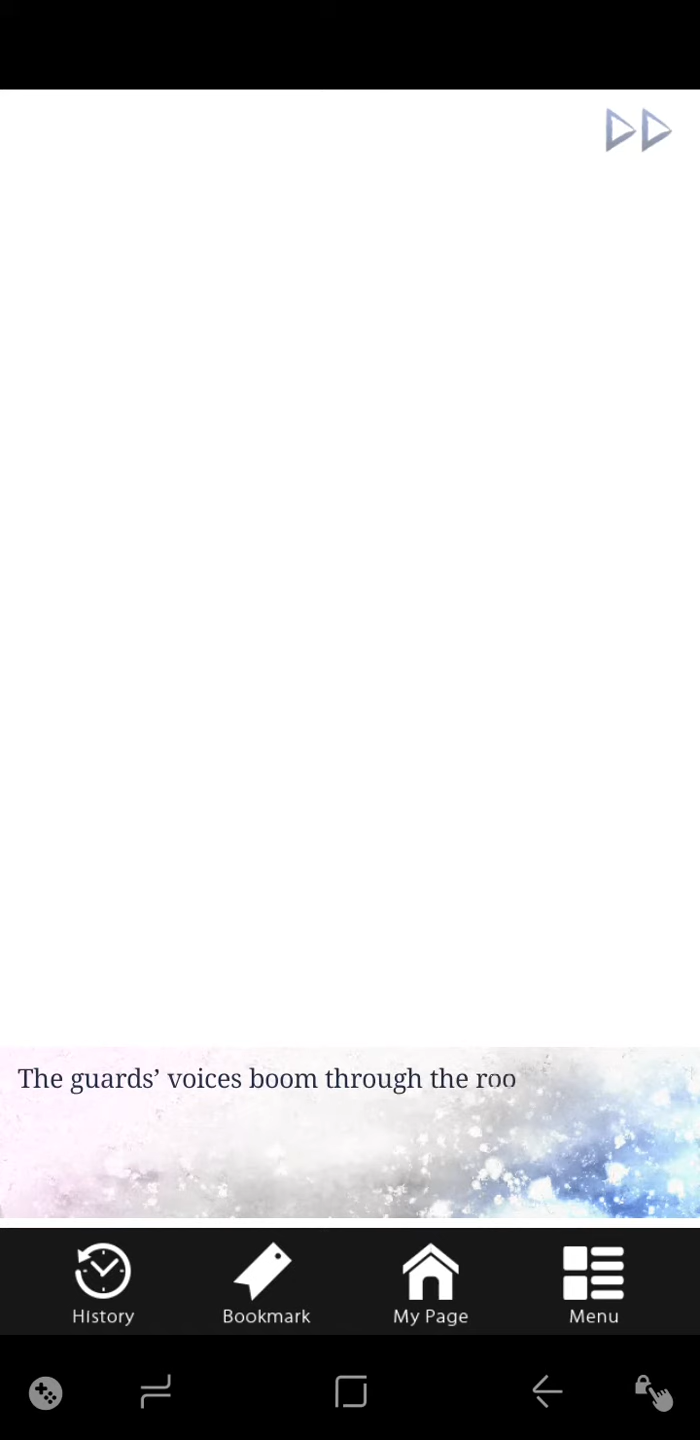 The guards’ voices boom through the roo
History
Bookmark
My Page
Menu